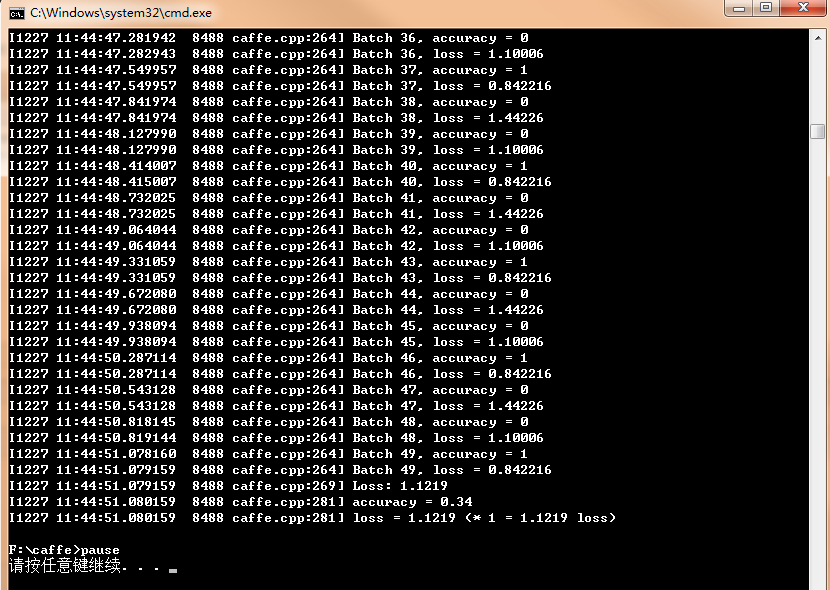 C:\Windows\system32\cmd.exe
I1227 11:44:47.281942  8488 caffe.cpp:264] Batch 36, accuracy = 0
I1227 11:44:47.282943  8488 caffe.cpp:264] Batch 36, loss = 1.10006
I1227 11:44:47.549957  8488 caffe.cpp:264] Batch 37, accuracy = 1
I1227 11:44:47.549957  8488 caffe.cpp:264] Batch 37, loss = 0.842216
I1227 11:44:47.841974  8488 caffe.cpp:264] Batch 38, accuracy = 0
I1227 11:44:47.841974  8488 caffe.cpp:264] Batch 38, loss = 1.44226
I1227 11:44:48.127990  8488 caffe.cpp:264] Batch 39, accuracy = 0
I1227 11:44:48.127990  8488 caffe.cpp:264] Batch 39, loss = 1.10006
I1227 11:44:48.414007  8488 caffe.cpp:264] Batch 40, accuracy = 1
I1227 11:44:48.415007  8488 caffe.cpp:264] Batch 40, loss = 0.842216
I1227 11:44:48.732025  8488 caffe.cpp:264] Batch 41, accuracy = 0
I1227 11:44:48.732025  8488 caffe.cpp:264] Batch 41, loss = 1.44226
I1227 11:44:49.064044  8488 caffe.cpp:264] Batch 42, accuracy = 0
I1227 11:44:49.064044  8488 caffe.cpp:264] Batch 42, loss = 1.10006
I1227 11:44:49.331059  8488 caffe.cpp:264] Batch 43, accuracy = 1
I1227 11:44:49.331059  8488 caffe.cpp:264] Batch 43, loss = 0.842216
I1227 11:44:49.672080  8488 caffe.cpp:264] Batch 44, accuracy = 0
I1227 11:44:49.672080  8488 caffe.cpp:264] Batch 44, loss = 1.44226
I1227 11:44:49.938094  8488 caffe.cpp:264] Batch 45, accuracy = 0
I1227 11:44:49.938094  8488 caffe.cpp:264] Batch 45, loss = 1.10006
I1227 11:44:50.287114  8488 caffe.cpp:264] Batch 46, accuracy = 1
I1227 11:44:50.287114  8488 caffe.cpp:264] Batch 46, loss = 0.842216
I1227 11:44:50.543128  8488 caffe.cpp:264] Batch 47, accuracy = 0
I1227 11:44:50.543128  8488 caffe.cpp:264] Batch 47, loss = 1.44226
I1227 11:44:50.818145  8488 caffe.cpp:264] Batch 48, accuracy = 0
I1227 11:44:50.819144  8488 caffe.cpp:264] Batch 48, loss = 1.10006
I1227 11:44:51.078160  8488 caffe.cpp:264] Batch 49, accuracy = 1
I1227 11:44:51.079159  8488 caffe.cpp:264] Batch 49, loss = 0.842216
I1227 11:44:51.079159  8488 caffe.cpp:269] Loss: 1.1219
I1227 11:44:51.080159  8488 caffe.cpp:281] accuracy = 0.34
I1227 11:44:51.080159  8488 caffe.cpp:281] loss = 1.1219 (* 1 = 1.1219 loss)
F:\caffe>pause
请按任意键继续. . . _